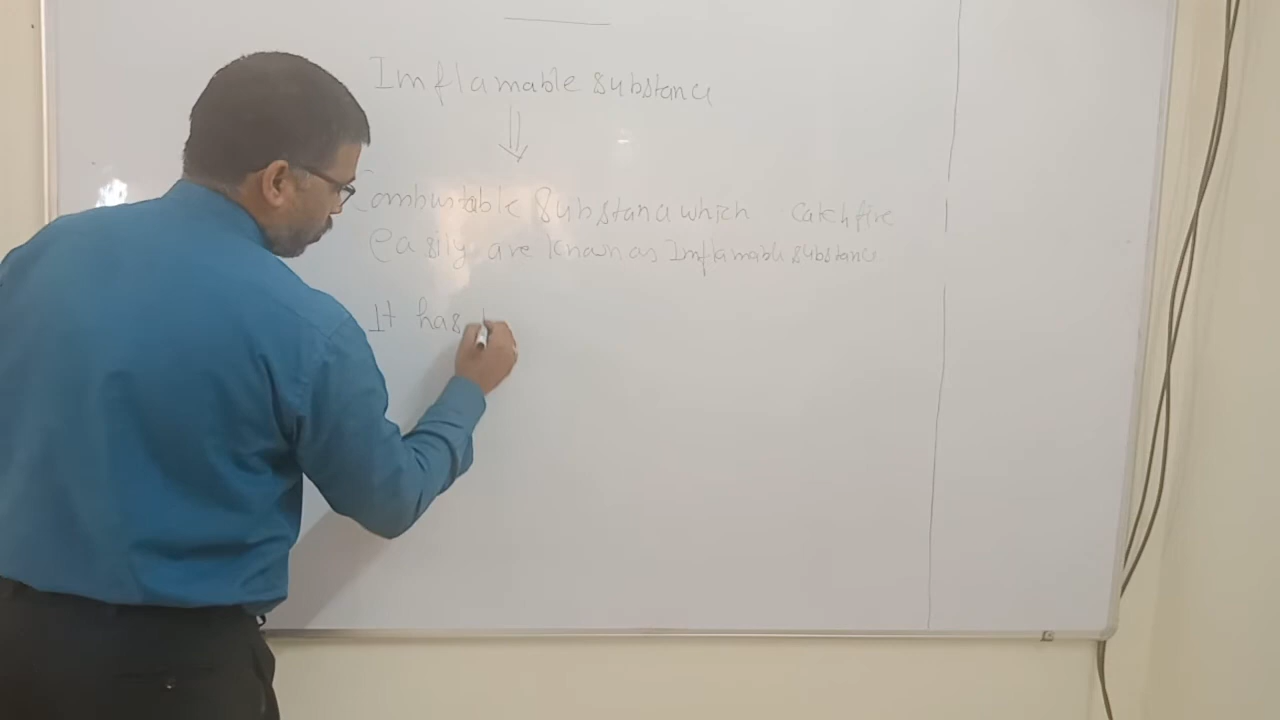 Imflamable substance
Combustable Substance which catch fire
easily are known as Imflamable substance
It has